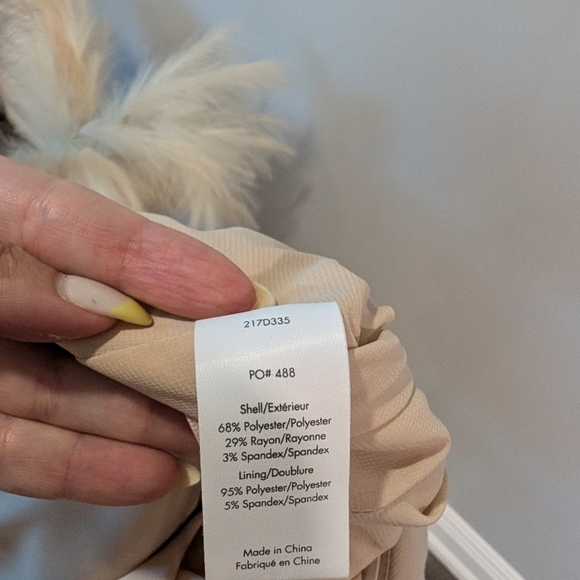 217D335
PO# 488
Shell/Extérieur
68% Polyester/Polyester
29% Rayon/Rayonne
3% Spandex/Spandex
Lining/Doublure
95% Polyester/Polyester
5% Spandex/Spandex
Made in China
Fabriqué en Chine